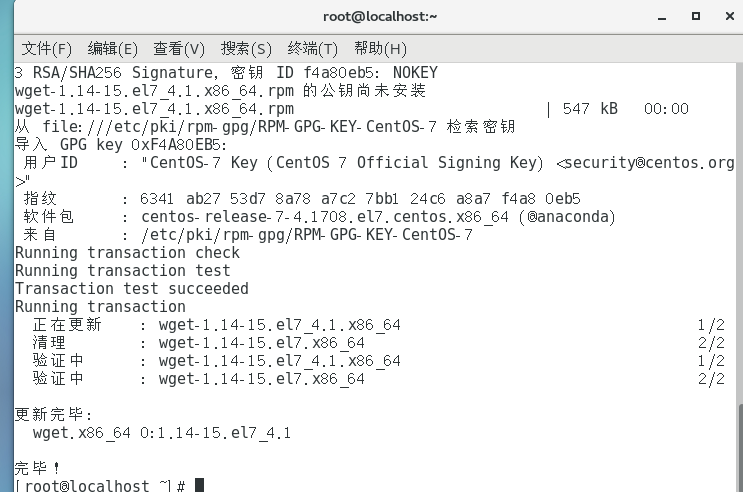 root@localhost:~
文件(F) 编辑(E) 查看(V) 搜索(S) 终端(T) 帮助(H)
3 RSA/SHA256 Signature, 密钥 ID f4a80eb5: NOKEY
wget-1.14-15.el7_4.1.x86_64.rpm 的公钥尚未安装
wget-1.14-15.el7_4.1.x86_64.rpm | 547 kB 00:00
从 file:///etc/pki/rpm-gpg/RPM-GPG-KEY-CentOS-7 检索密钥
导入 GPG key 0xF4A80EB5:
用户ID : "CentOS-7 Key (CentOS 7 Official Signing Key) <security@centos.org
>"
指纹 : 6341 ab27 53d7 8a78 a7c2 7bb1 24c6 a8a7 f4a8 0eb5
软件包 : centos-release-7-4.1708.el7.centos.x86_64 (@anaconda)
来自 : /etc/pki/rpm-gpg/RPM-GPG-KEY-CentOS-7
Running transaction check
Running transaction test
Transaction test succeeded
Running transaction
正在更新 : wget-1.14-15.el7_4.1.x86_64 1/2
清理 : wget-1.14-15.el7.x86_64 2/2
验证中 : wget-1.14-15.el7_4.1.x86_64 1/2
验证中 : wget-1.14-15.el7.x86_64 2/2
更新完毕:
wget.x86_64 0:1.14-15.el7_4.1
完毕！
[root@localhost ~]#